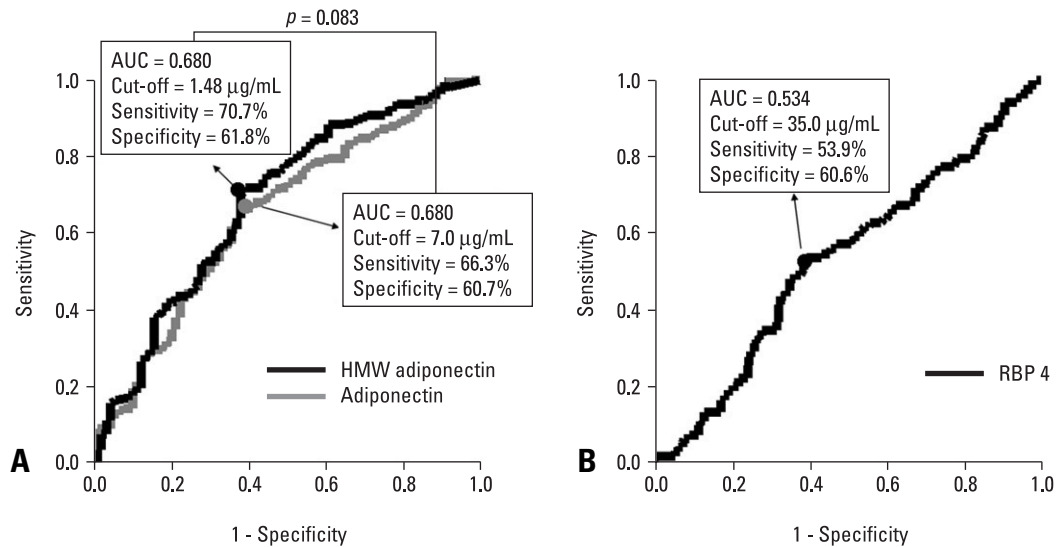 p = 0.083
AUC = 0.680
Cut-off = 1.48 μg/mL
Sensitivity = 70.7%
Specificity = 61.8%
AUC = 0.680
Cut-off = 7.0 μg/mL
Sensitivity = 66.3%
Specificity = 60.7%
1.0
0.8
0.6
0.4
0.2
0.0
Sensitivity
HMW adiponectin
Adiponectin
A
0.0 0.2 0.4 0.6 0.8 1.0
1 - Specificity
AUC = 0.534
Cut-off = 35.0 μg/mL
Sensitivity = 53.9%
Specificity = 60.6%
1.0
0.8
0.6
0.4
0.2
0.0
Sensitivity
RBP 4
B
0.0 0.2 0.4 0.6 0.8 1.0
1 - Specificity